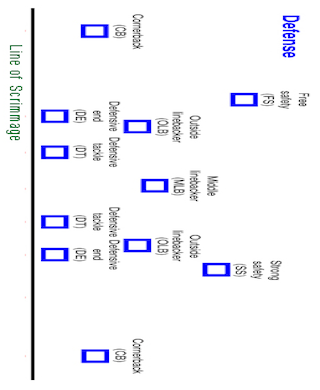 Defense
Free
safety
(FS)
Strong
safety
(SS)
Cornerback
(CB)
Outside
linebacker
(OLB)
Middle
linebacker
(MLB)
Outside
linebacker
(OLB)
Cornerback
(CB)
Defensive
end
(DE)
Defensive
tackle
(DT)
Defensive
tackle
(DT)
Defensive
end
(DE)
Line of Scrimmage